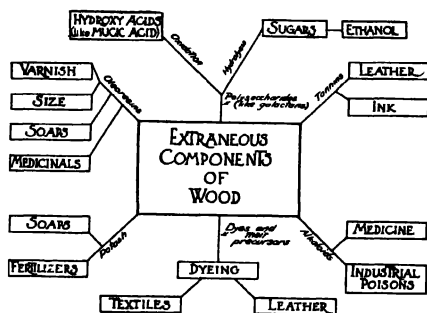 HYDROXY ACIDS
(like MUCIC ACID)
Oxidation
Hydrolysis
SUGARS
ETHANOL
Polysaccharides
(like galactans)
Tannins
LEATHER
INK
VARNISH
SIZE
SOAPS
MEDICINALS
Oleoresins
EXTRANEOUS
COMPONENTS
OF
WOOD
SOAPS
FERTILIZERS
Potash
Dyes and
their
precursors
DYEING
TEXTILES
LEATHER
Alkaloids
MEDICINE
INDUSTRIAL
POISONS